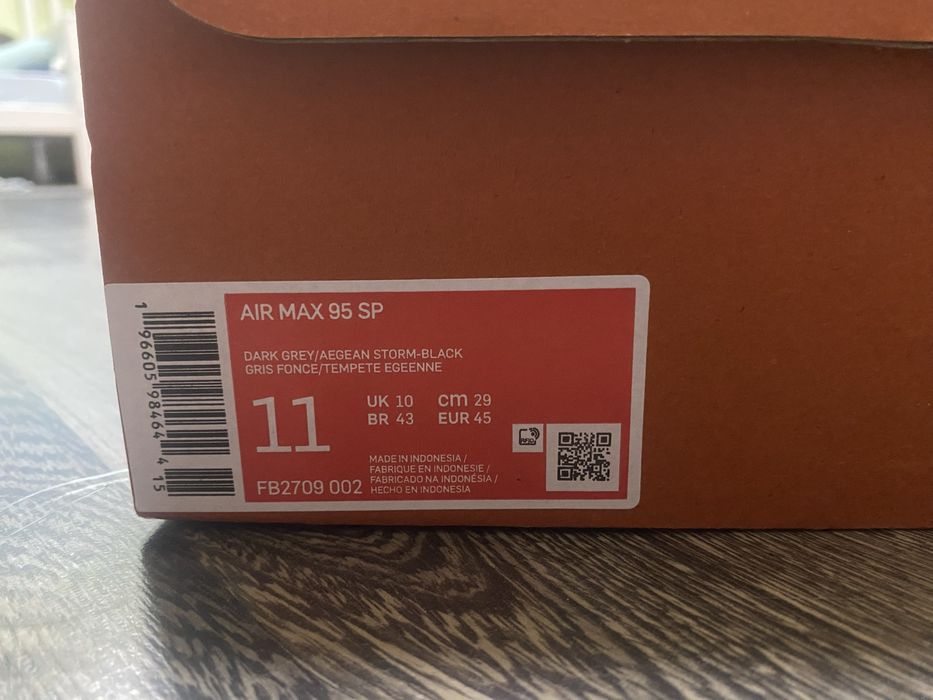 AIR MAX 95 SP
DARK GREY/AEGEAN STORM-BLACK
GRIS FONCE/TEMPETE EGEENNE
11
UK 10 cm 29
BR 43 EUR 45
MADE IN INDONESIA /
FABRIQUE EN INDONESIE /
FABRICADO NA INDONÉSIA /
HECHO EN INDONESIA
FB2709 002
RFID
1 96605 98464 4 15